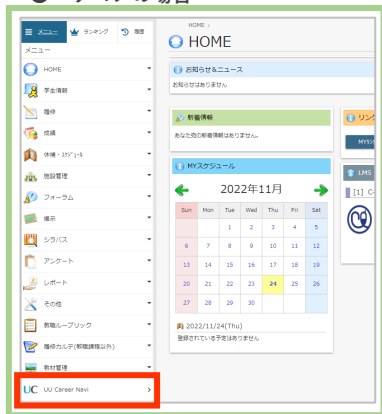 メニュー ランキング 履歴
メニュー
HOME
学生情報
履修
成績
休補・ｽｹｼﾞｭｰﾙ
施設管理
フォーラム
掲示
シラバス
アンケート
レポート
その他
教職ルーブリック
履修カルテ(教職課程以外)
教材管理
UC UU Career Navi
HOME ›
HOME
お知らせ&ニュース
お知らせはありません
新着情報
あなた宛の新着情報はありません。
MYスケジュール
2022年11月
Sun Mon Tue Wed Thu Fri Sat
1 2 3 4 5
6 7 8 9 10 11 12
13 14 15 16 17 18 19
20 21 22 23 24 25 26
27 28 29 30
2022/11/24(Thu)
登録されている予定はありません。
リン
LMS
[1] C-